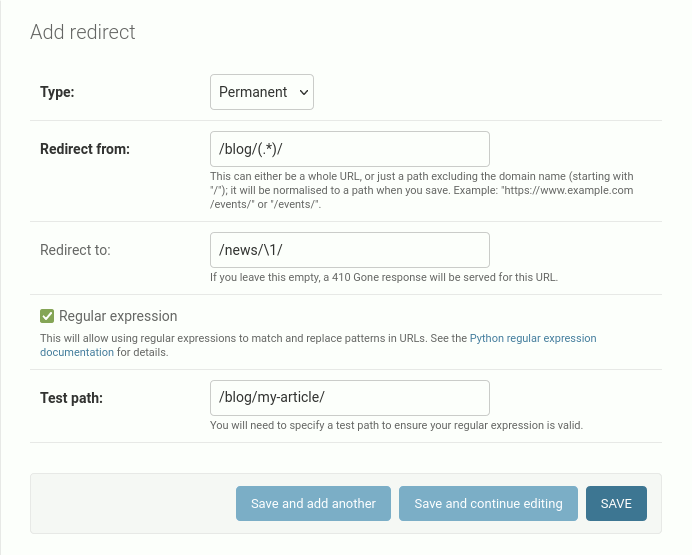 Add redirect
Type:
Permanent
Redirect from:
/blog/(.*)/
This can either be a whole URL, or just a path excluding the domain name (starting with
"/"); it will be normalised to a path when you save. Example: "https://www.example.com
/events/" or "/events/".
Redirect to:
/news/\1/
If you leave this empty, a 410 Gone response will be served for this URL.
Regular expression
This will allow using regular expressions to match and replace patterns in URLs. See the Python regular expression
documentation for details.
Test path:
/blog/my-article/
You will need to specify a test path to ensure your regular expression is valid.
Save and add another
Save and continue editing
SAVE